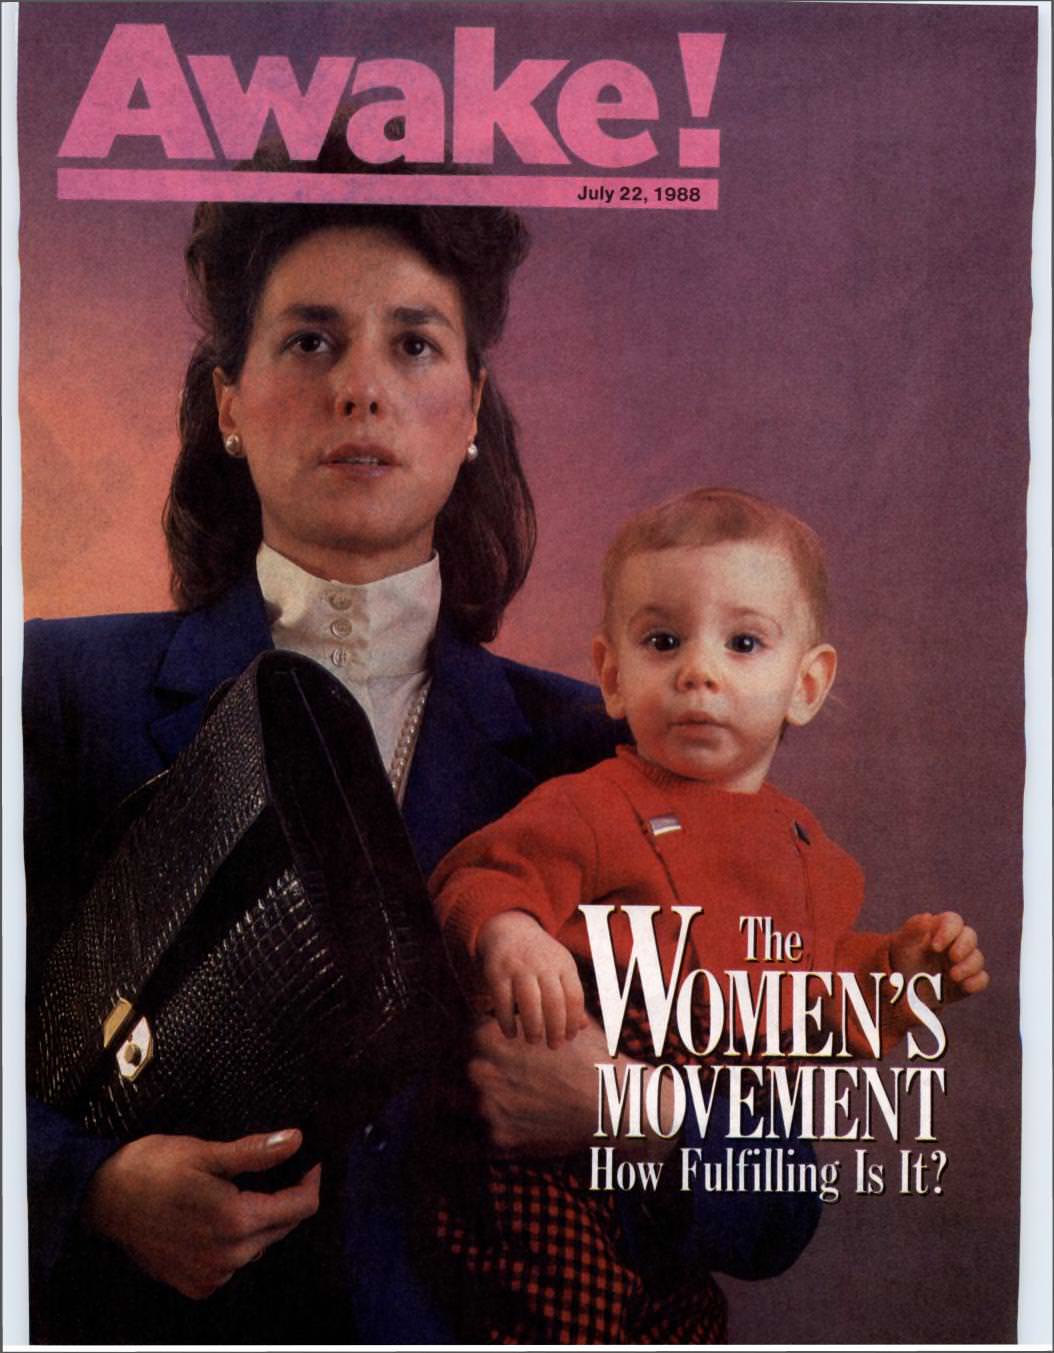 Awake!
July 22, 1988
The
WOMEN'S
MOVEMENT
How Fulfilling Is It?